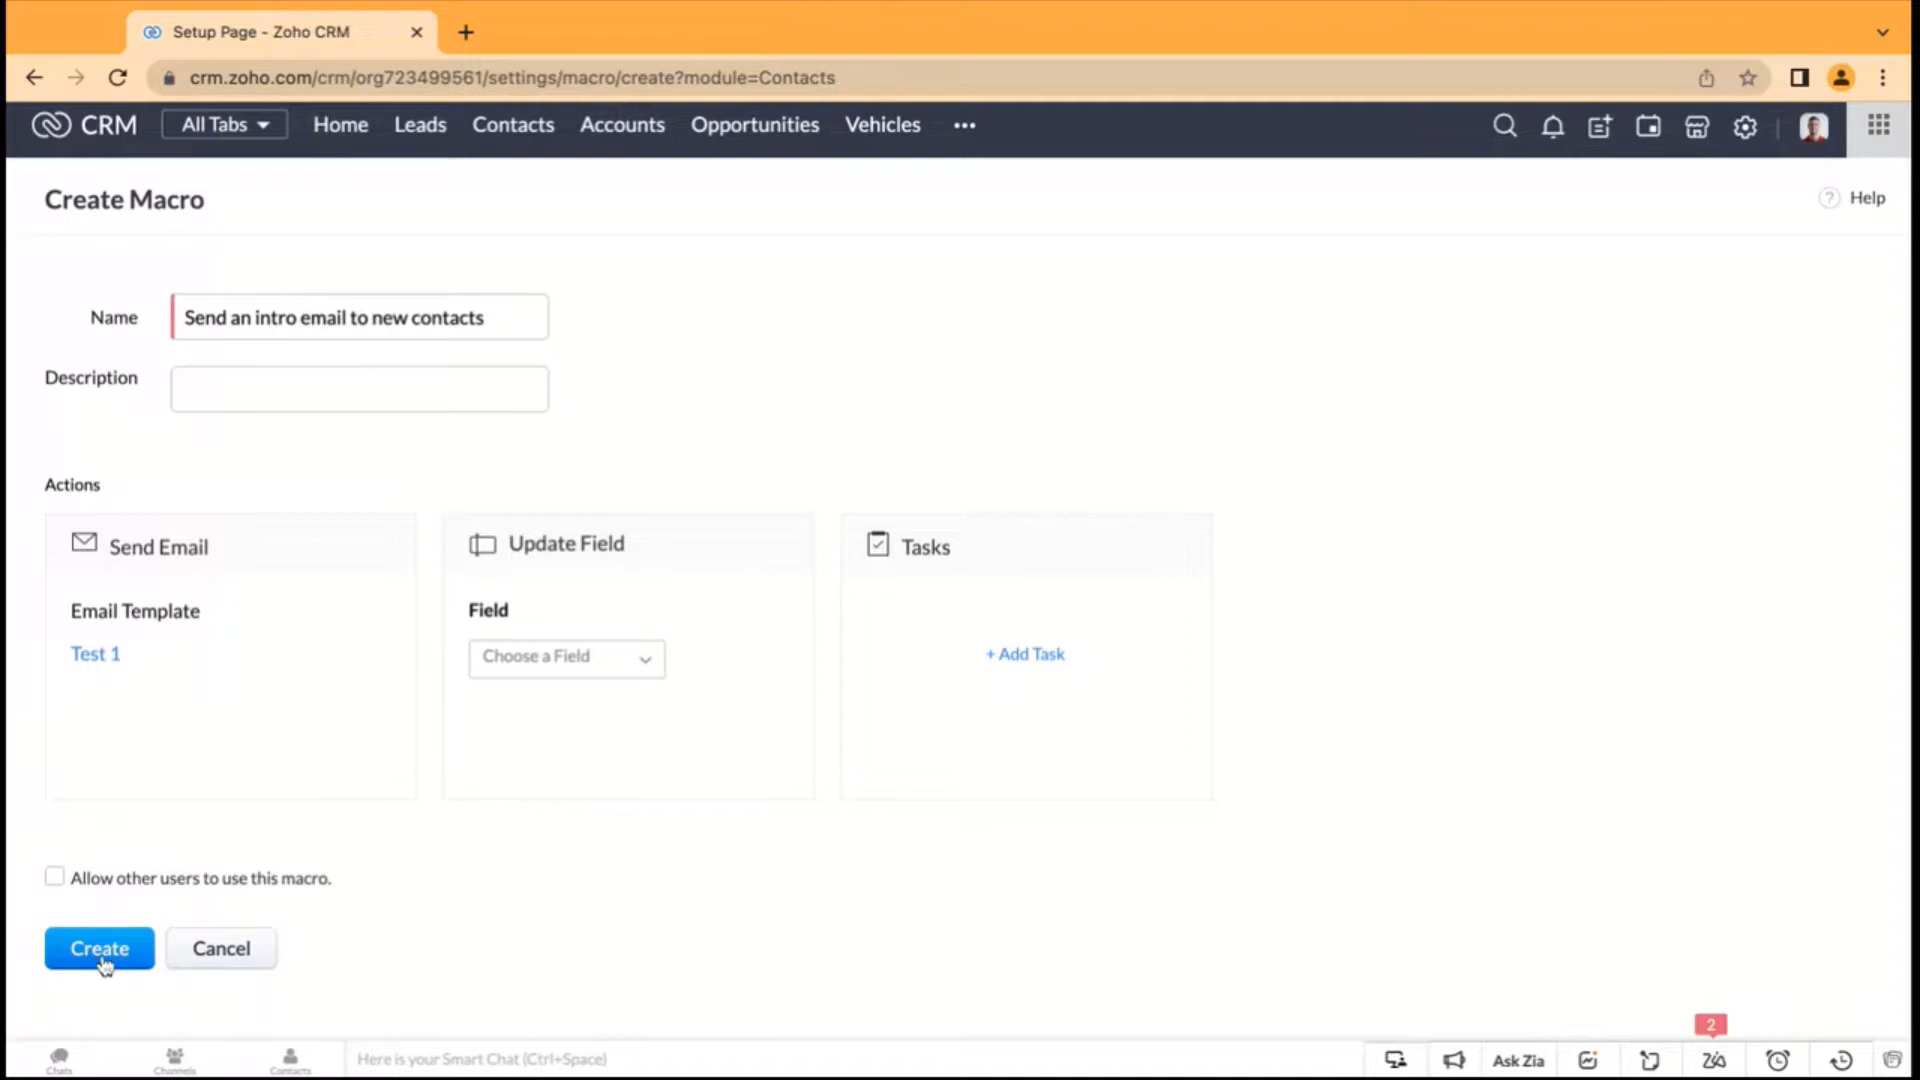 Setup Page - Zoho CRM
crm.zoho.com/crm/org723499561/settings/macro/create?module=Contacts
CRM All Tabs Home Leads Contacts Accounts Opportunities Vehicles •••
Create Macro
? Help
Name Send an intro email to new contacts
Description
Actions
Send Email Update Field Tasks
Email Template Field
Test 1 Choose a Field + Add Task
Allow other users to use this macro.
Create Cancel
2
Chats Channels Contacts Here is your Smart Chat (Ctrl+Space) Ask Zia